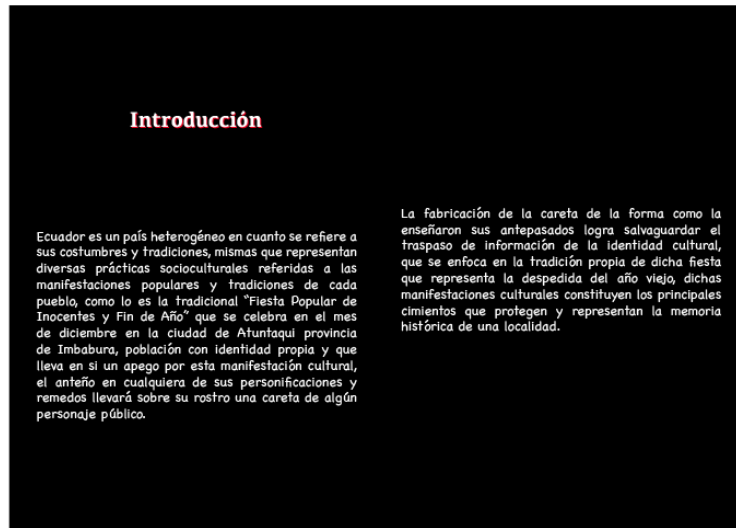 Introducción
Ecuador es un país heterogéneo en cuanto se refiere a
sus costumbres y tradiciones, mismas que representan
diversas prácticas socioculturales referidas a las
manifestaciones populares y tradiciones de cada
pueblo, como lo es la tradicional “Fiesta Popular de
Inocentes y Fin de Año” que se celebra en el mes
de diciembre en la ciudad de Atuntaqui provincia
de Imbabura, población con identidad propia y que
lleva en si un apego por esta manifestación cultural,
el anteño en cualquiera de sus personificaciones y
remedos llevará sobre su rostro una careta de algún
personaje público.
La fabricación de la careta de la forma como la
enseñaron sus antepasados logra salvaguardar el
traspaso de información de la identidad cultural,
que se enfoca en la tradición propia de dicha fiesta
que representa la despedida del año viejo, dichas
manifestaciones culturales constituyen los principales
cimientos que protegen y representan la memoria
histórica de una localidad.